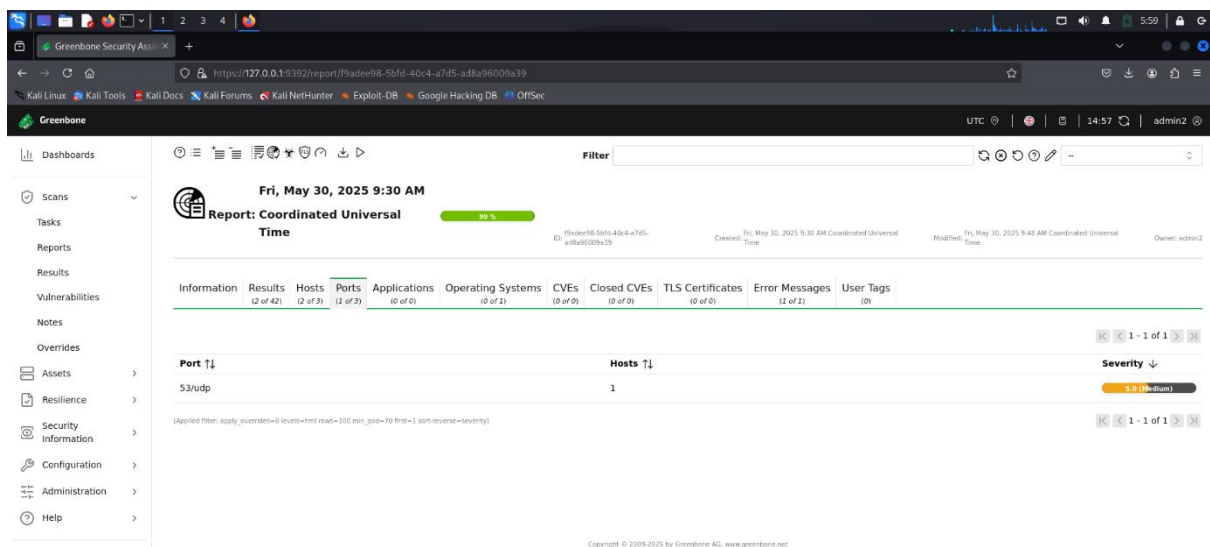 1 2 3 4
5:59
Greenbone Security Assis
https://127.0.0.1:9392/report/f9adee98-5bfd-40c4-a7d5-ad8a96009a39
Kali Linux Kali Tools Kali Docs Kali Forums Kali NetHunter Exploit-DB Google Hacking DB OffSec
Greenbone
UTC 14:57 admin2
Dashboards
Filter
–
Scans
Tasks
Reports
Results
Vulnerabilities
Notes
Overrides
Assets
Resilience
Security
Information
Configuration
Administration
Help
Fri, May 30, 2025 9:30 AM
Report: Coordinated Universal
Time
99 %
ID: f9adee98-5bfd-40c4-a7d5-
ad8a96009a39
Created: Fri, May 30, 2025 9:30 AM Coordinated Universal
Time
Modified: Fri, May 30, 2025 9:48 AM Coordinated Universal
Time
Owner: admin2
Information Results Hosts Ports Applications Operating Systems CVEs Closed CVEs TLS Certificates Error Messages User Tags
(2 of 42) (2 of 3) (1 of 3) (0 of 0) (0 of 1) (0 of 0) (0 of 0) (0 of 0) (1 of 1) (0)
1 - 1 of 1
Port Hosts Severity
53/udp 1 5.0 (Medium)
(Applied filter: apply_overrides=0 levels=hml rows=100 min_qod=70 first=1 sort-reverse=severity)
1 - 1 of 1
Copyright © 2009-2025 by Greenbone AG, www.greenbone.net